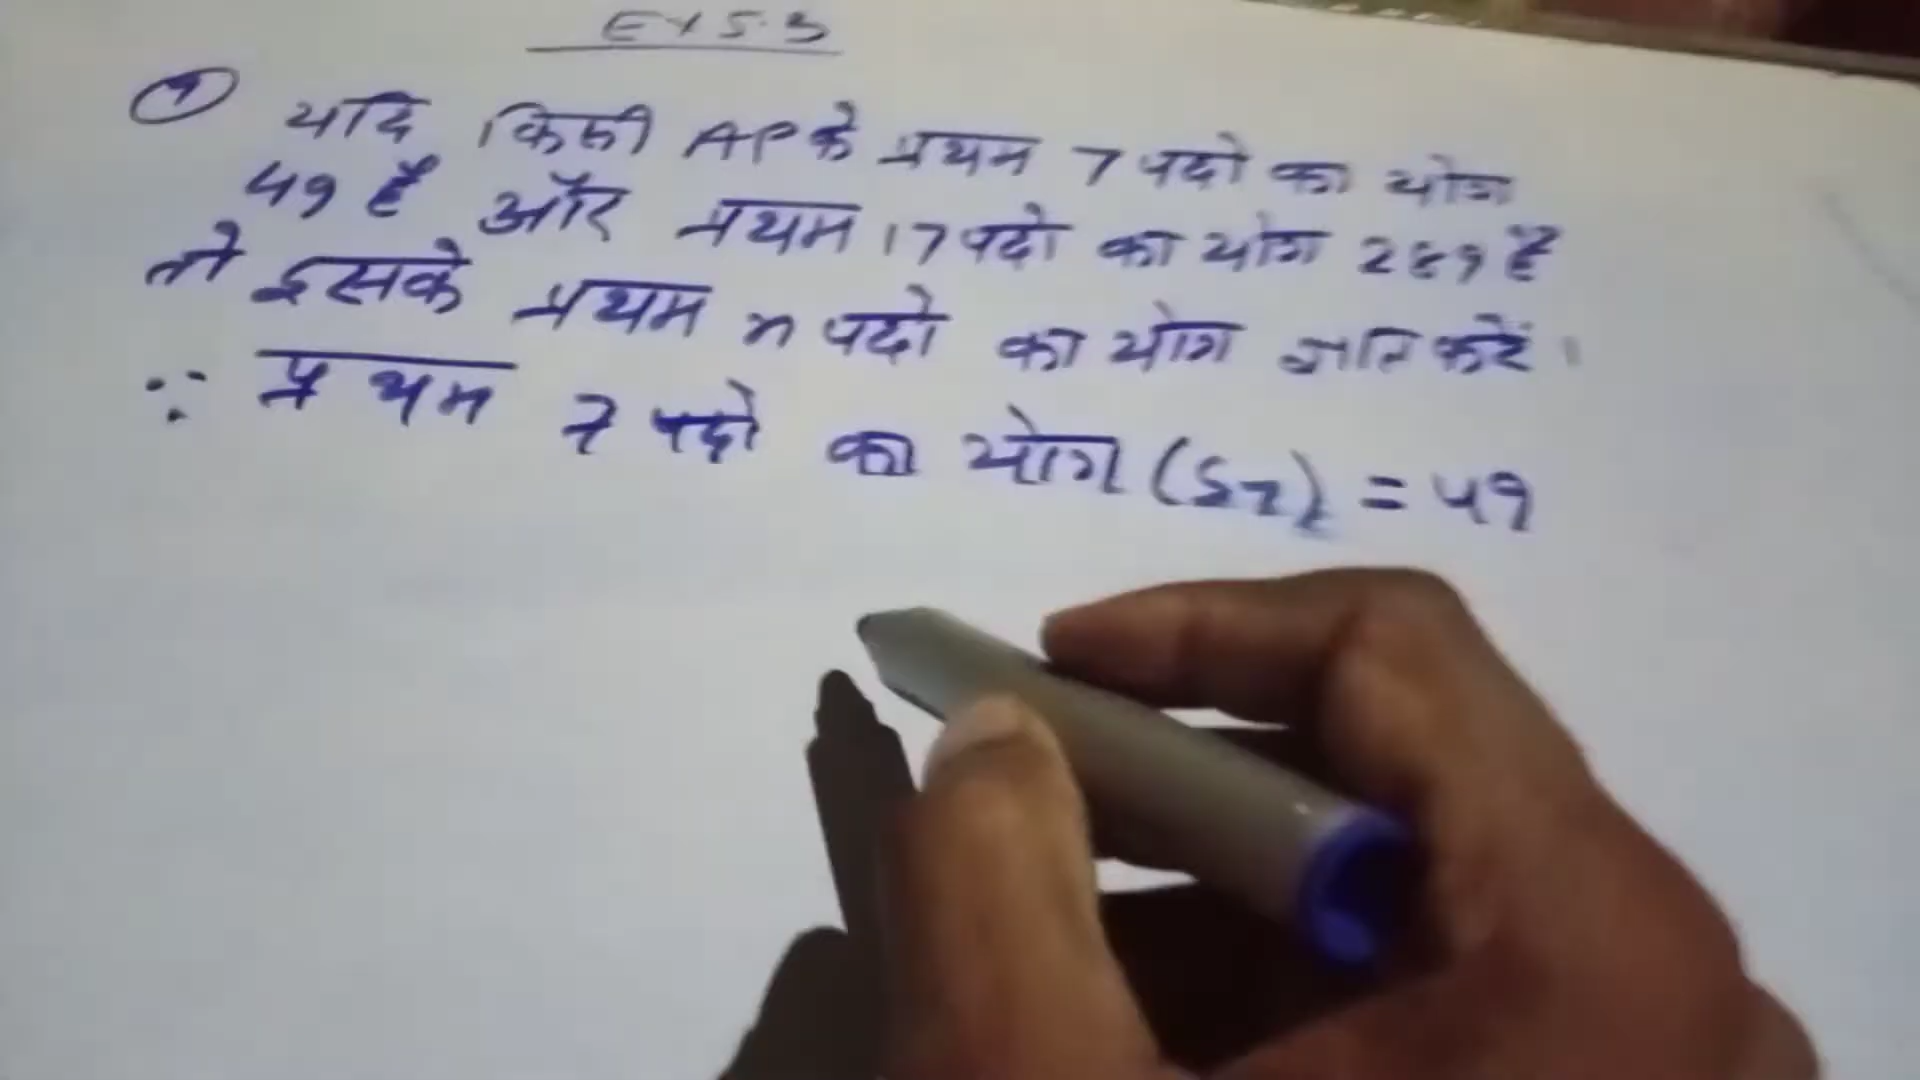 Ex 5.3
9 यदि किसी AP के प्रथम 7 पदो का योग
49 है और प्रथम 17 पदो का योग 289 है
तो इसके प्रथम n पदो का योग ज्ञात करें।
∵ प्रथम 7 पदो का योग (S7) = 49